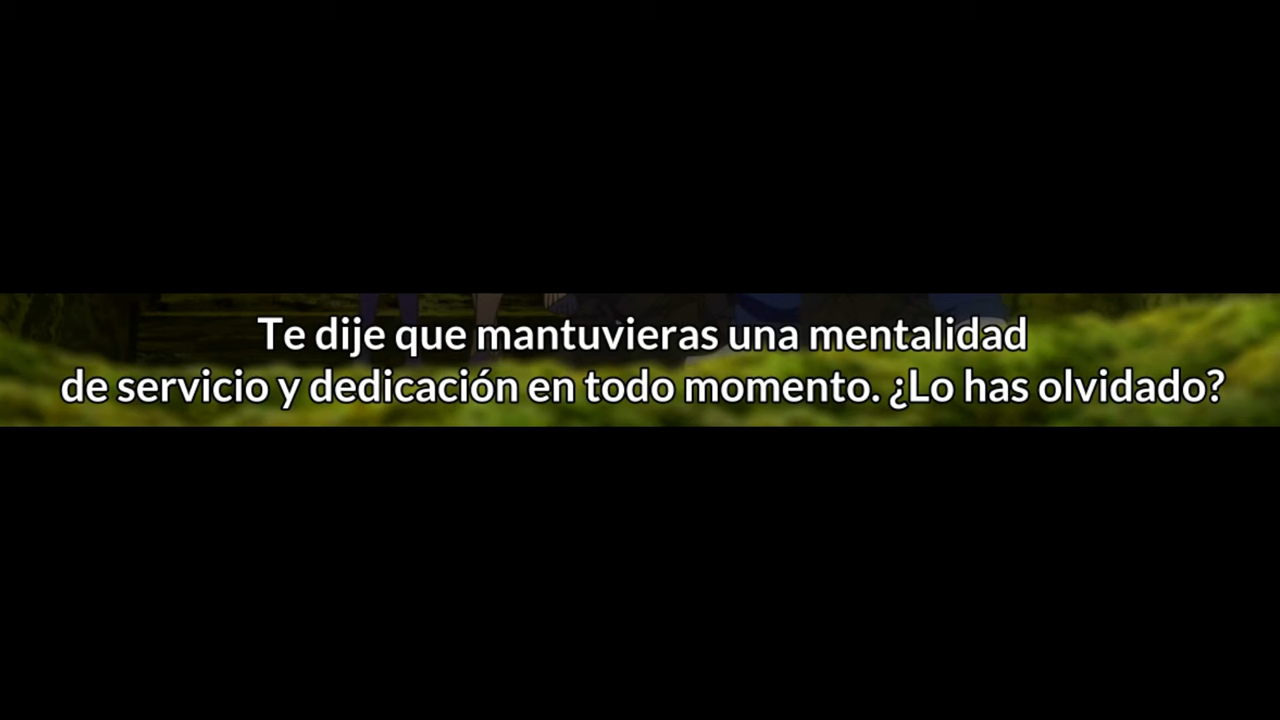 Te dije que mantuvieras una mentalidad
de servicio y dedicación en todo momento. ¿Lo has olvidado?